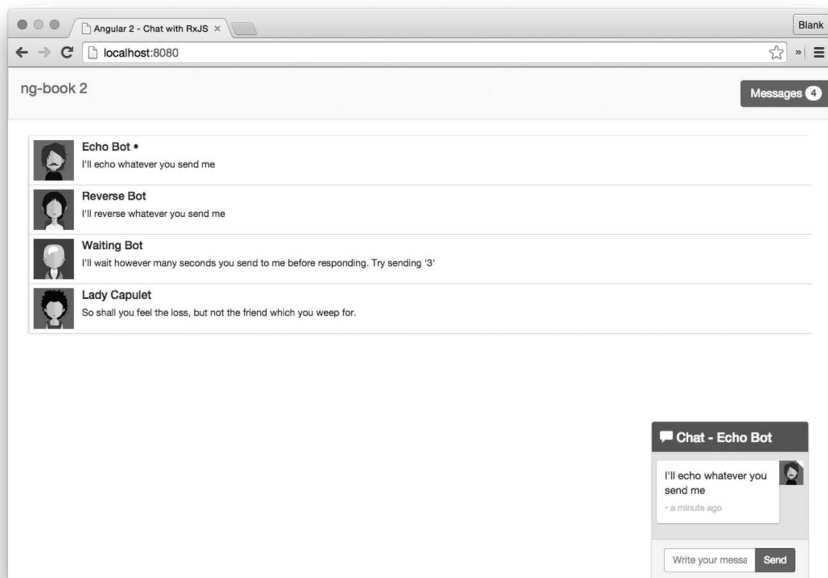 Angular 2 - Chat with RxJS ×
Blank
localhost:8080
»
ng-book 2
Messages 4
Echo Bot •
I'll echo whatever you send me
Reverse Bot
I'll reverse whatever you send me
Waiting Bot
I'll wait however many seconds you send to me before responding. Try sending '3'
Lady Capulet
So shall you feel the loss, but not the friend which you weep for.
Chat - Echo Bot
I'll echo whatever you
send me
• a minute ago
Write your messa
Send